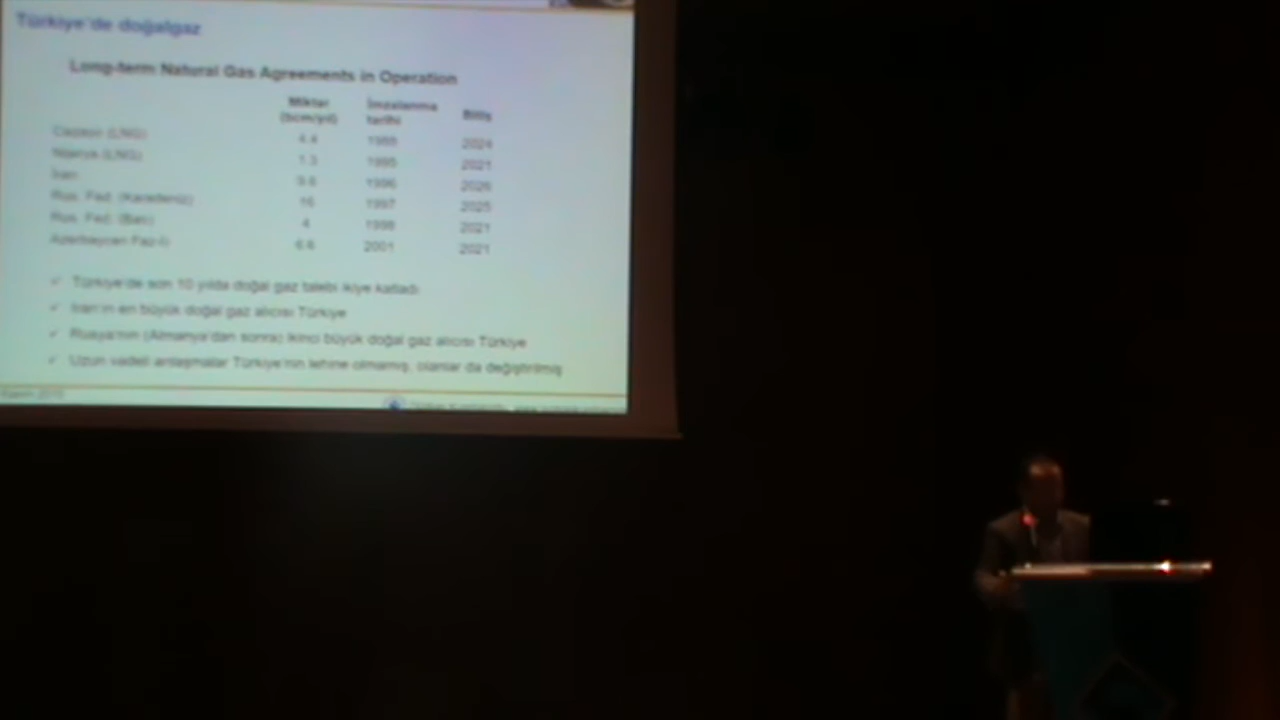 Türkiye'de doğalgaz
Long-term Natural Gas Agreements in Operation
Miktar (bcm/yıl) İmzalanma tarihi Bitiş
Cezayir (LNG) 4.4 1988 2024
Nijerya (LNG) 1.3 1995 2021
İran 9.6 1996 2026
Rus. Fed. (Karadeniz) 16 1997 2025
Rus. Fed. (Batı) 4 1998 2021
Azerbaycan Faz-I 6.6 2001 2021
✓ Türkiye'de son 10 yılda doğal gaz talebi ikiye katladı
✓ İran'ın en büyük doğal gaz alıcısı Türkiye
✓ Rusya'nın (Almanya'dan sonra) ikinci büyük doğal gaz alıcısı Türkiye
✓ Uzun vadeli anlaşmalar Türkiye'nin lehine olmamış, olanlar da değiştirilmiş